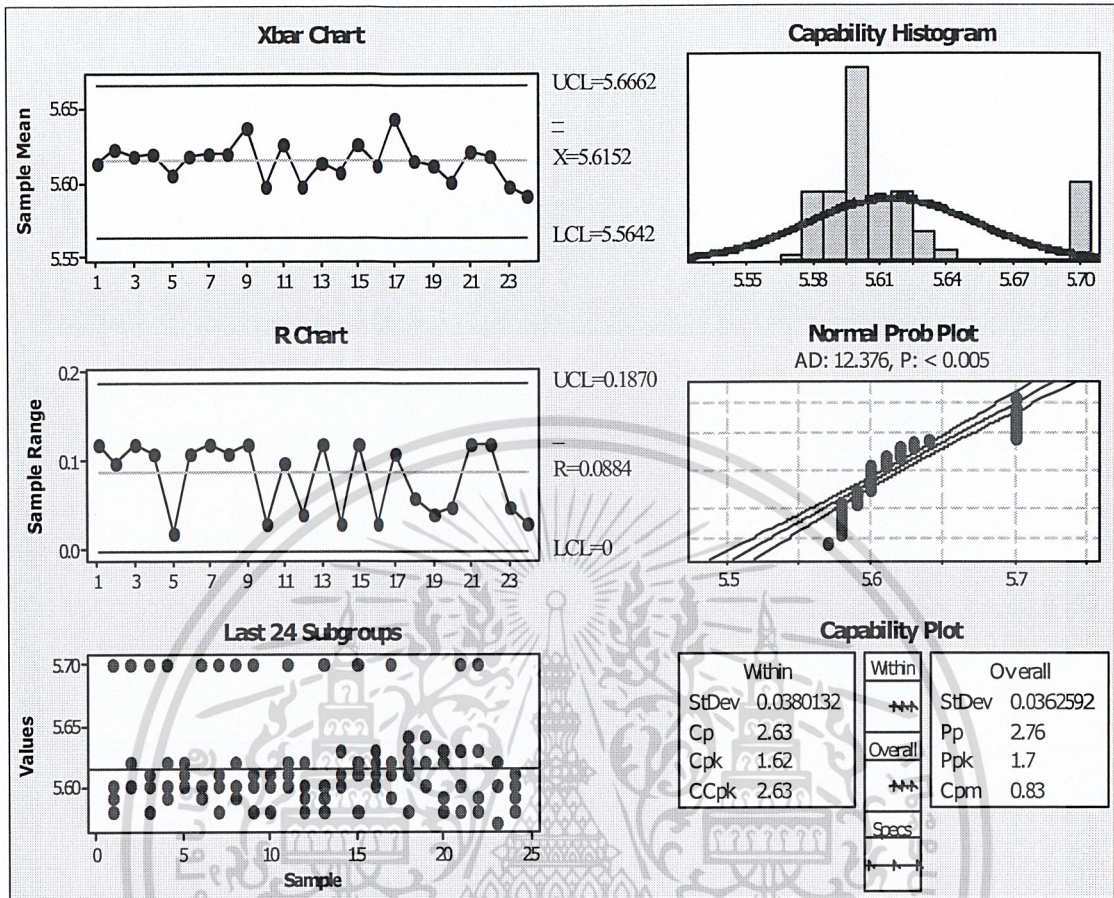 Xbar Chart
Sample Mean
5.65
5.60
5.55
1 3 5 7 9 11 13 15 17 19 21 23
UCL=5.6662
X=5.6152
LCL=5.5642
Capability Histogram
5.55 5.58 5.61 5.64 5.67 5.70
R Chart
Sample Range
0.2
0.1
0.0
1 3 5 7 9 11 13 15 17 19 21 23
UCL=0.1870
R=0.0884
LCL=0
Normal Prob Plot
AD: 12.376, P: < 0.005
5.5 5.6 5.7
Last 24 Subgroups
Values
5.70
5.65
5.60
0 5 10 15 20 25
Sample
Capability Plot
Within
StDev 0.0380132
Cp 2.63
Cpk 1.62
CCpk 2.63
Within
Overall
Specs
Overall
StDev 0.0362592
Pp 2.76
Ppk 1.7
Cpm 0.83